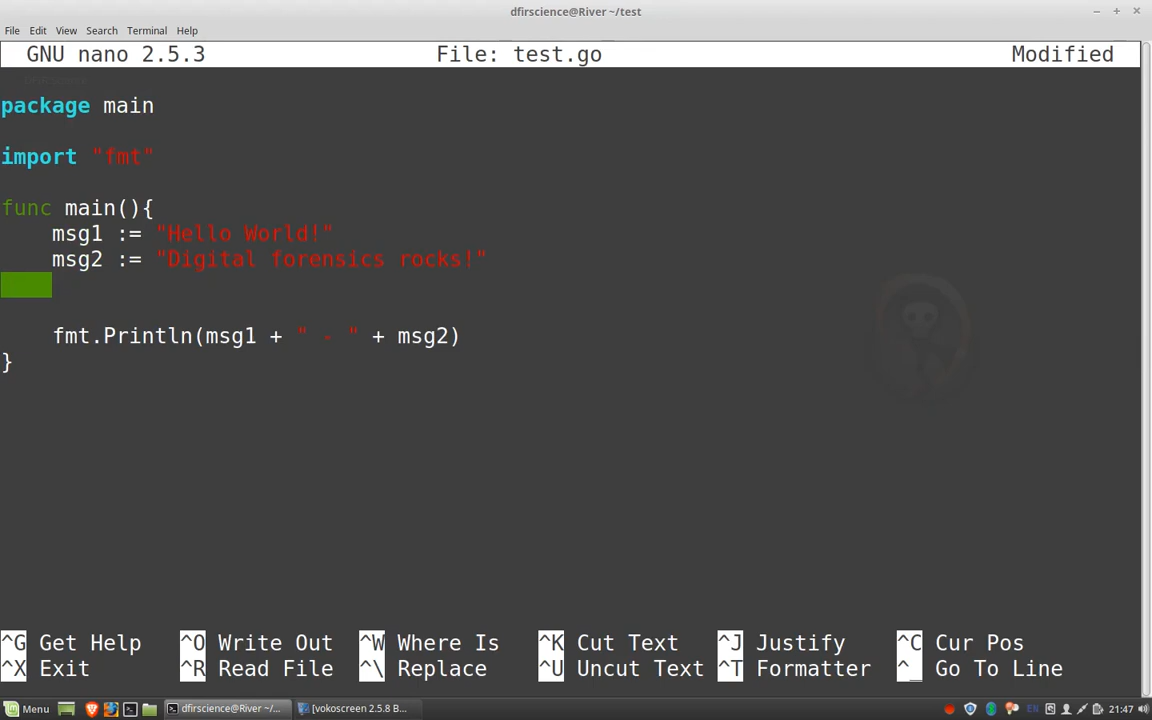 dfirscience@River ~/test
File Edit View Search Terminal Help
GNU nano 2.5.3 File: test.go Modified
package main
import "fmt"
func main(){
msg1 := "Hello World!"
msg2 := "Digital forensics rocks!"
fmt.Println(msg1 + " - " + msg2)
}
^G Get Help ^O Write Out ^W Where Is ^K Cut Text ^J Justify ^C Cur Pos
^X Exit ^R Read File ^\ Replace ^U Uncut Text ^T Formatter ^_ Go To Line
Menu dfirscience@River ~/... [vokoscreen 2.5.8 B... EN 21:47